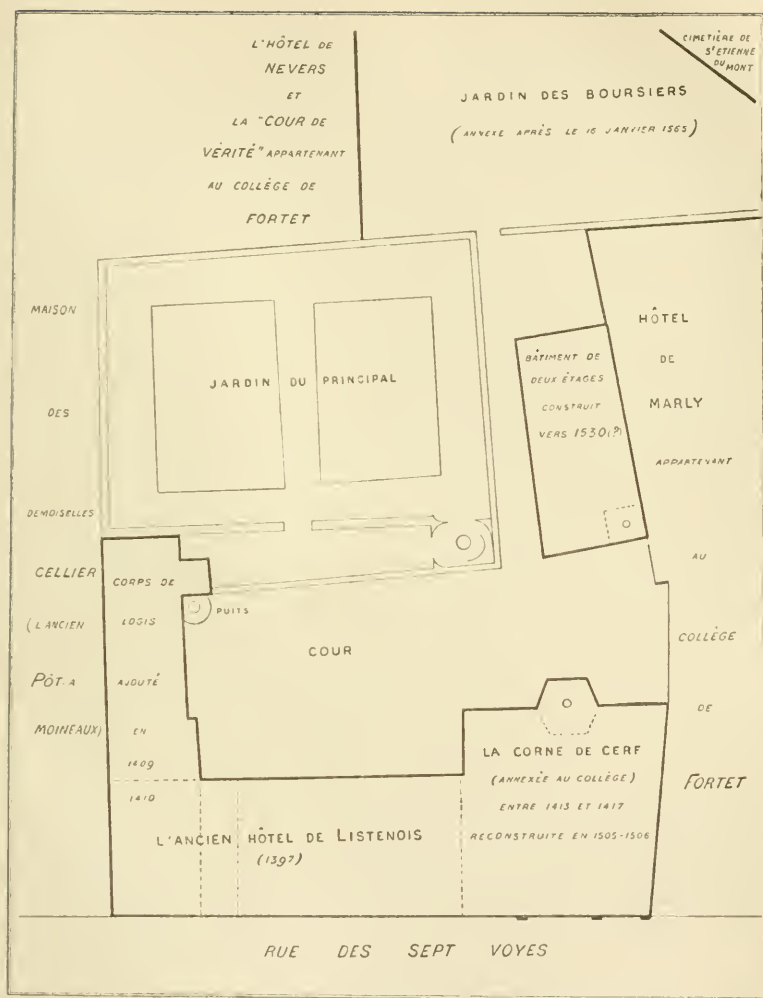 L'HÔTEL DE
NEVERS
ET
LA "COUR DE
VÉRITÉ" APPARTENANT
AU COLLÈGE DE
FORTET
CIMETIÈRE DE
St ETIENNE
DU MONT
JARDIN DES BOURSIERS
(ANNEXE APRÈS LE 16 JANVIER 1565)
MAISON
DES
DEMOISELLES
JARDIN DU PRINCIPAL
BÂTIMENT DE
DEUX ÉTAGES
CONSTRUIT
VERS 1530(?)
HÔTEL
DE
MARLY
APPARTENANT
AU
COLLÈGE
DE
FORTET
CELLIER
(L'ANCIEN
PÔT. A
MOINEAUX)
CORPS DE
LOGIS
AJOUTÉ
EN
1409
1410
PUITS
COUR
LA CORNE DE CERF
(ANNEXÉE AU COLLÈGE)
ENTRE 1413 ET 1417
RECONSTRUITE EN 1505-1506
L'ANCIEN HÔTEL DE LISTENOIS
(1397)
RUE DES SEPT VOYES